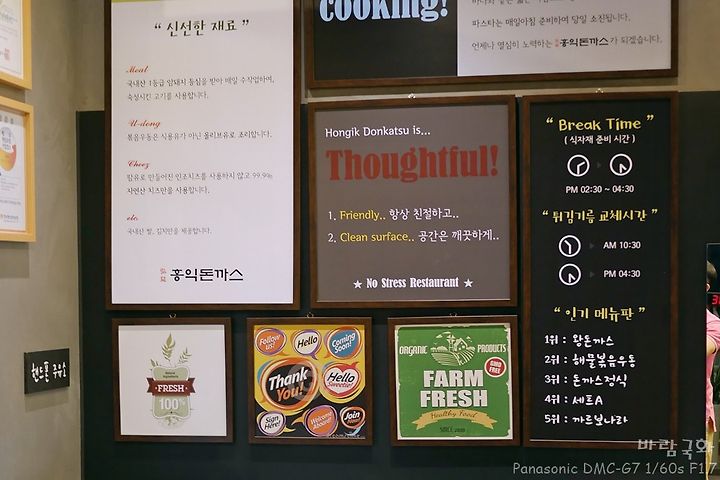 “ 신선한 재료 ”
Meat
국내산 1등급 암돼지 등심을 받아 매일 수작업하여,
숙성시킨 고기를 사용합니다.
U-dong
볶음우동은 식용유가 아닌 올리브유로 조리합니다.
Cheez
팜유로 만들어진 인조치즈를 사용하지 않고 99.9%
자연산 치즈만을 사용합니다.
etc
국내산 쌀, 김치만을 제공합니다.
홍익돈까스
cooking!
파스타는 매일아침 준비하여 당일 소진됩니다.
언제나 열심히 노력하는 홍익돈까스가 되겠습니다.
Hongik Donkatsu is...
Thoughtful!
1. Friendly.. 항상 친절하고..
2. Clean surface.. 공간은 깨끗하게..
★ No Stress Restaurant ★
“ Break Time ”
( 식자재 준비 시간 )
PM 02:30 ~ 04:30
“ 튀김기름 교체시간 ”
AM 10:30
PM 04:30
“ 인기 메뉴판 ”
1위 : 왕돈까스
2위 : 해물볶음우동
3위 : 돈까스정식
4위 : 세트A
5위 : 까르보나라
핸드폰 주유소
FRESH
100%
Follow us!
Hello
Coming Soon!
Thank You!
Hello Sweetie!
Sign Here!
Welcome Aboard!
Join Now
ORGANIC PRODUCTS
GMO FREE
FARM
FRESH
Healthy Food
바람국화
Panasonic DMC-G7 1/60s F1.7